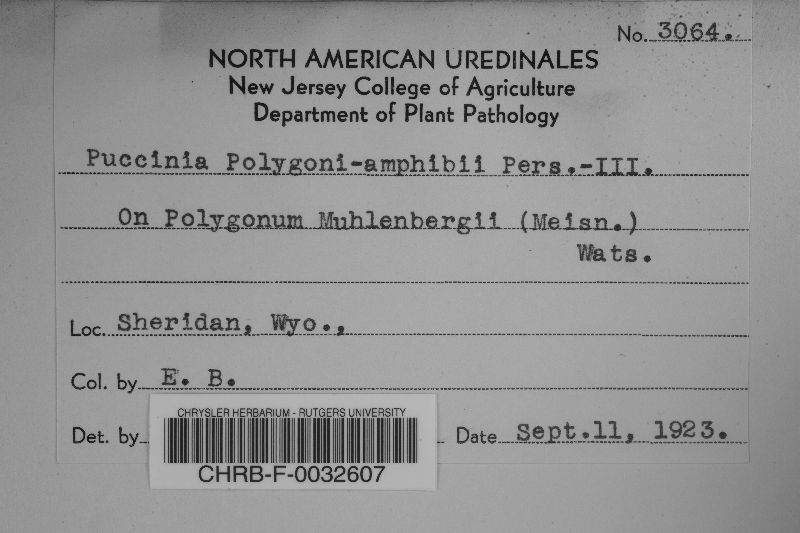 No. 3064.
NORTH AMERICAN UREDINALES
New Jersey College of Agriculture
Department of Plant Pathology
Puccinia Polygoni-amphibii Pers.-III.
On Polygonum Muhlenbergii (Meisn.)
Wats.
Loc. Sheridan, Wyo.,
Col. by E. B.
Det. by
Date Sept.11, 1923.
CHRYSLER HERBARIUM - RUTGERS UNIVERSITY
CHRB-F-0032607